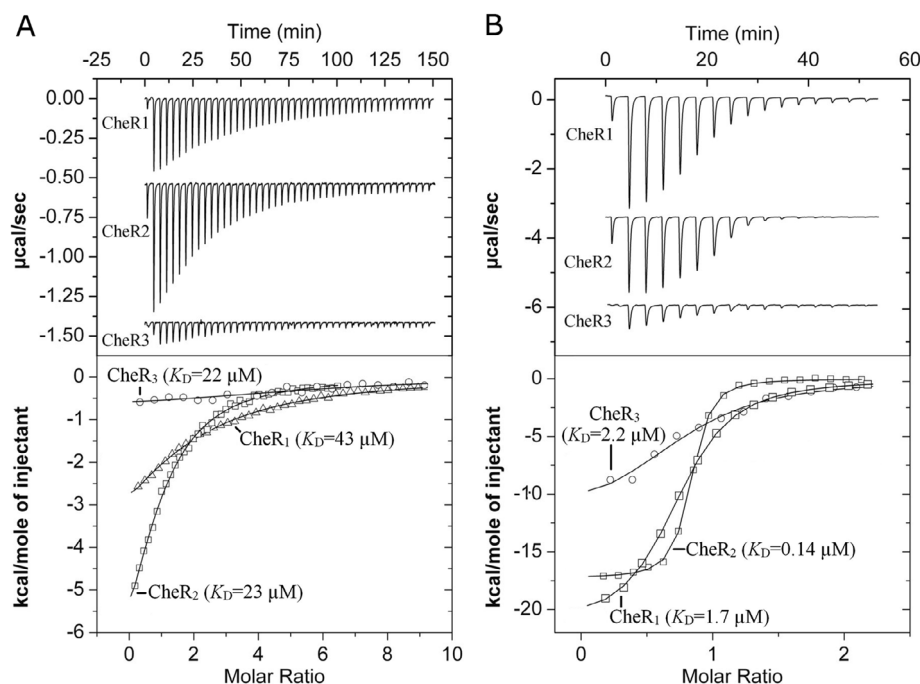 A
Time (min)
-25 0 25 50 75 100 125 150
0.00
-0.25
-0.50
-0.75
-1.00
-1.25
-1.50
µcal/sec
CheR1
CheR2
CheR3
0
-1
-2
-3
-4
-5
-6
kcal/mole of injectant
CheR3 (KD=22 µM)
CheR1 (KD=43 µM)
CheR2 (KD=23 µM)
0 2 4 6 8 10
Molar Ratio
B
Time (min)
0 20 40 60
0
-2
-4
-6
µcal/sec
CheR1
CheR2
CheR3
0
-5
-10
-15
-20
kcal/mole of injectant
CheR3
(KD=2.2 µM)
CheR2 (KD=0.14 µM)
CheR1 (KD=1.7 µM)
0 1 2
Molar Ratio